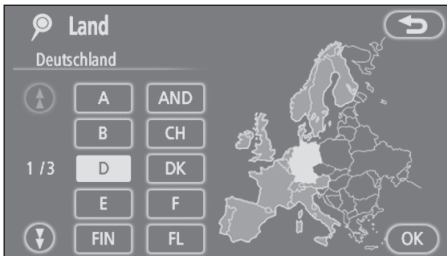 Land
Deutschland
A AND
B CH
1 / 3 D DK
E F
FIN FL
OK